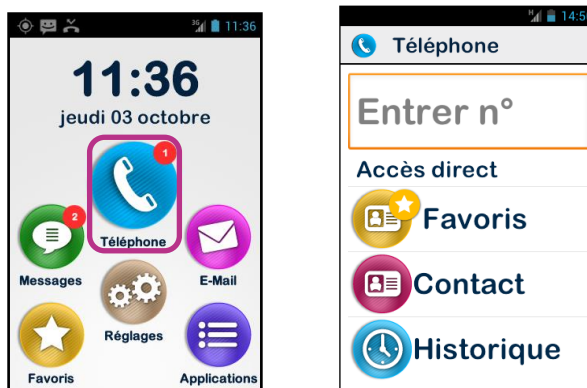 3G 11:36
11:36
jeudi 03 octobre
1
Téléphone
2
Messages
E-Mail
Réglages
Favoris
Applications
H 14:5
Téléphone
Entrer n°
Accès direct
Favoris
Contact
Historique